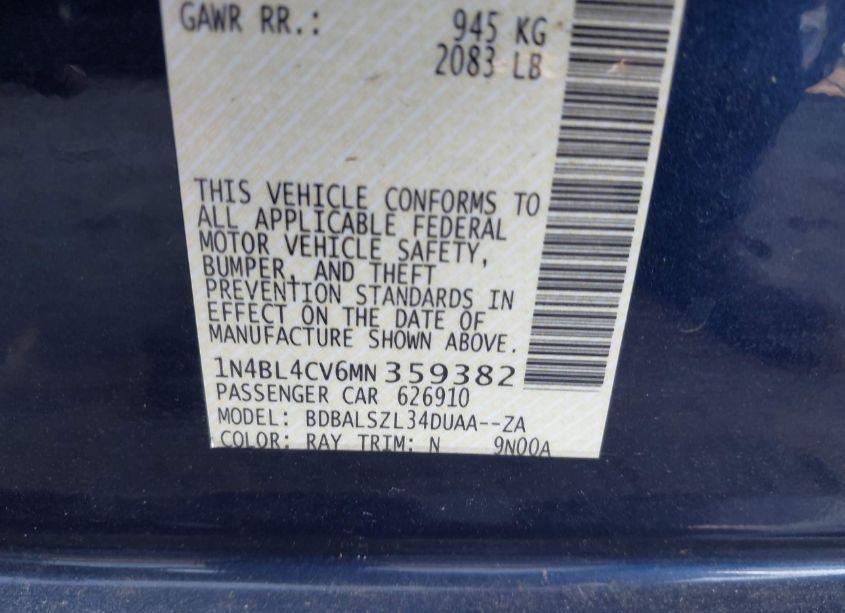 GAWR RR.: 945 KG
2083 LB
THIS VEHICLE CONFORMS TO
ALL APPLICABLE FEDERAL
MOTOR VEHICLE SAFETY,
BUMPER, AND THEFT
PREVENTION STANDARDS IN
EFFECT ON THE DATE OF
MANUFACTURE SHOWN ABOVE.
1N4BL4CV6MN359382
PASSENGER CAR 626910
MODEL: BDBALSZL34DUAA--ZA
COLOR: RAY TRIM: N 9N00A